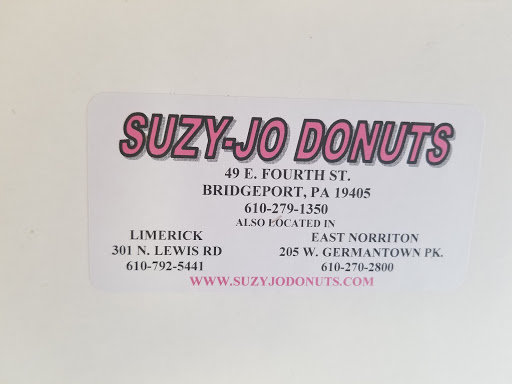 SUZY-JO DONUTS
49 E. FOURTH ST.
BRIDGEPORT, PA 19405
610-279-1350
ALSO LOCATED IN
LIMERICK
301 N. LEWIS RD
610-792-5441
EAST NORRITON
205 W. GERMANTOWN PK.
610-270-2800
WWW.SUZYJODONUTS.COM